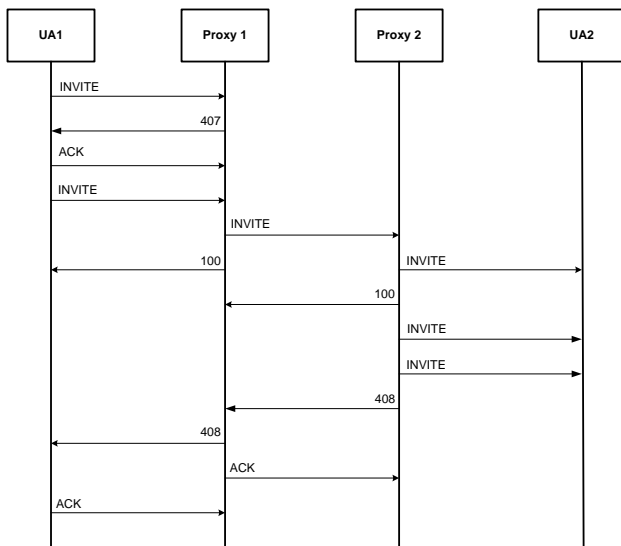 UA1 Proxy 1 Proxy 2 UA2
INVITE
407
ACK
INVITE
INVITE
100 INVITE
100
INVITE
INVITE
408
408
ACK
ACK